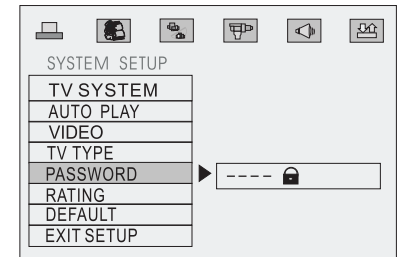 SYSTEM SETUP
TV SYSTEM
AUTO PLAY
VIDEO
TV TYPE
PASSWORD
----
RATING
DEFAULT
EXIT SETUP